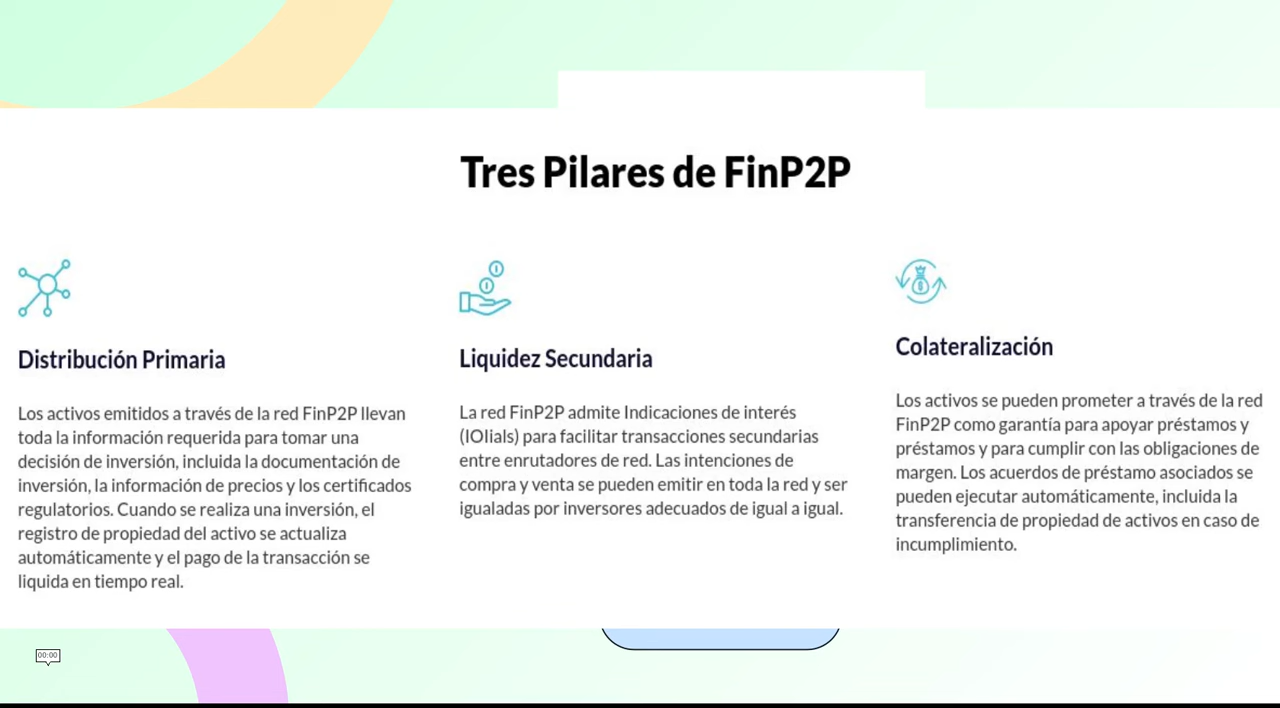 Tres Pilares de FinP2P
Distribución Primaria
Los activos emitidos a través de la red FinP2P llevan
toda la información requerida para tomar una
decisión de inversión, incluida la documentación de
inversión, la información de precios y los certificados
regulatorios. Cuando se realiza una inversión, el
registro de propiedad del activo se actualiza
automáticamente y el pago de la transacción se
liquida en tiempo real.
Liquidez Secundaria
La red FinP2P admite Indicaciones de interés
(IOIials) para facilitar transacciones secundarias
entre enrutadores de red. Las intenciones de
compra y venta se pueden emitir en toda la red y ser
igualadas por inversores adecuados de igual a igual.
Colateralización
Los activos se pueden prometer a través de la red
FinP2P como garantía para apoyar préstamos y
préstamos y para cumplir con las obligaciones de
margen. Los acuerdos de préstamo asociados se
pueden ejecutar automáticamente, incluida la
transferencia de propiedad de activos en caso de
incumplimiento.
00:00